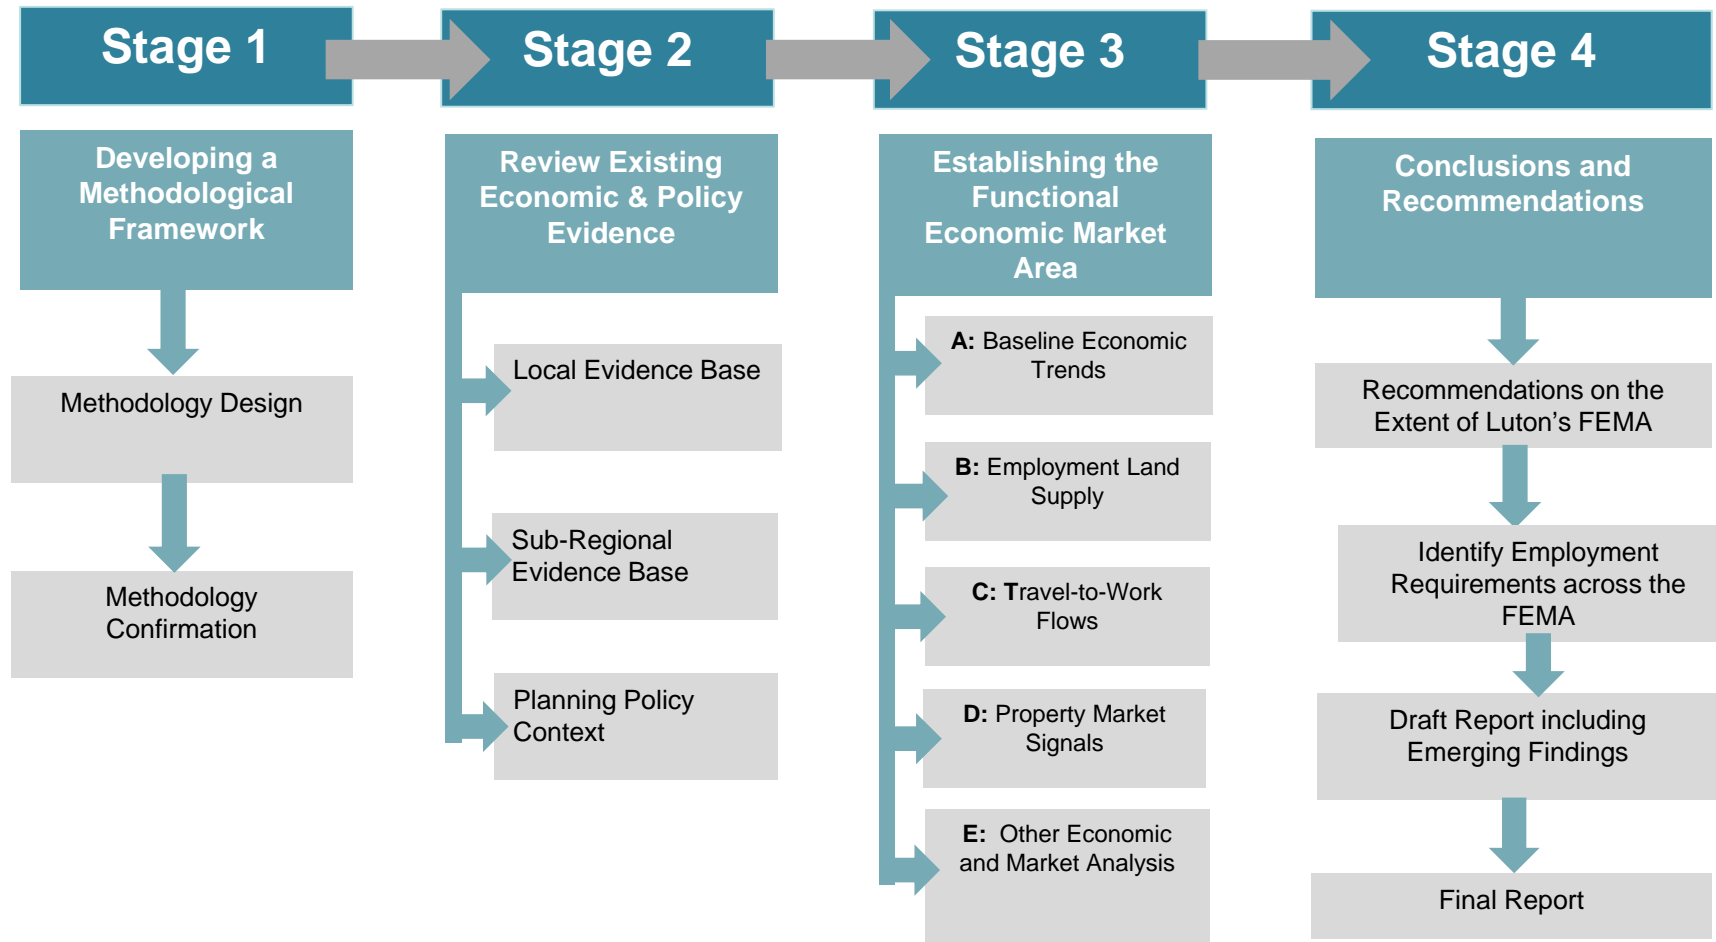 Stage 1
Stage 2
Stage 3
Stage 4
Developing a
Methodological
Framework
Methodology Design
Methodology
Confirmation
Review Existing
Economic & Policy
Evidence
Local Evidence Base
Sub-Regional
Evidence Base
Planning Policy
Context
Establishing the
Functional
Economic Market
Area
A: Baseline Economic
Trends
B: Employment Land
Supply
C: Travel-to-Work
Flows
D: Property Market
Signals
E: Other Economic
and Market Analysis
Conclusions and
Recommendations
Recommendations on the
Extent of Luton’s FEMA
Identify Employment
Requirements across the
FEMA
Draft Report including
Emerging Findings
Final Report